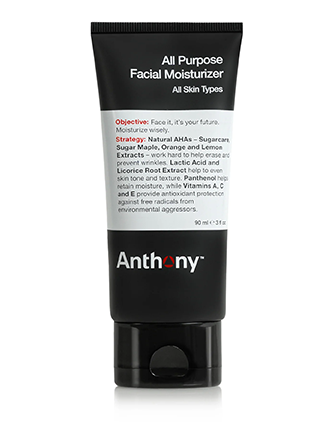 All Purpose
Facial Moisturizer
All Skin Types
Objective: Face it, it's your future.
Moisturize wisely.
Strategy: Natural AHAs – Sugarcane,
Sugar Maple, Orange and Lemon
Extracts – work hard to help erase and
prevent wrinkles. Lactic Acid and
Licorice Root Extract help to even
skin tone and texture. Panthenol helps
retain moisture, while Vitamins A, C
and E provide antioxidant protection
against free radicals from
environmental aggressors.
90 ml ℮ 3 fl oz
Anthony™